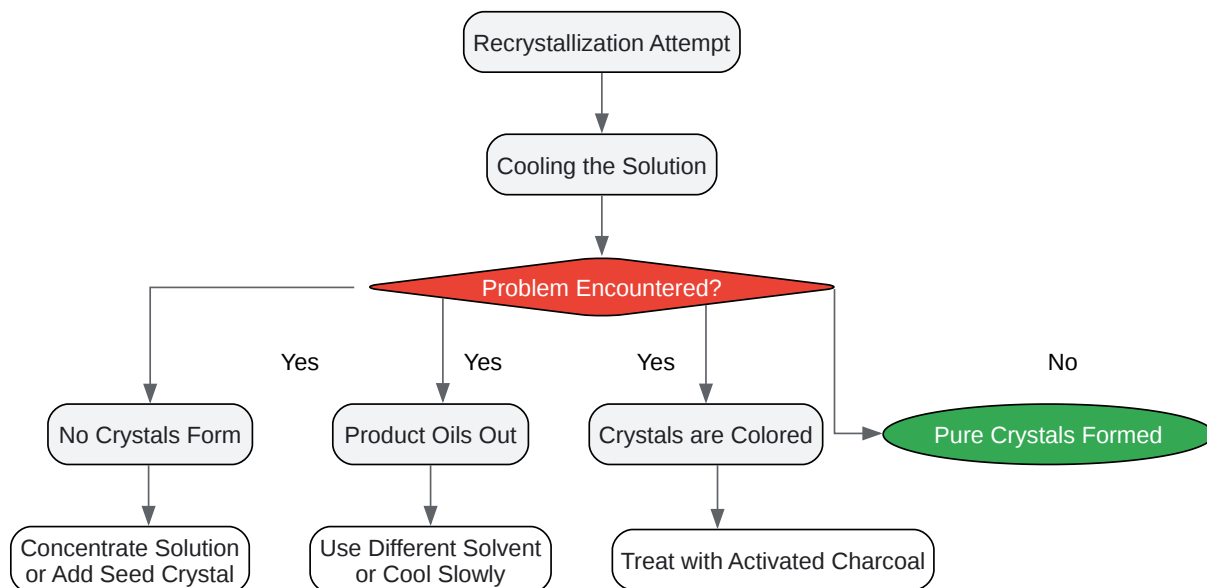 Recrystallization Attempt
Cooling the Solution
Problem Encountered?
Yes
Yes
Yes
No
No Crystals Form
Product Oils Out
Crystals are Colored
Pure Crystals Formed
Concentrate Solution
or Add Seed Crystal
Use Different Solvent
or Cool Slowly
Treat with Activated Charcoal